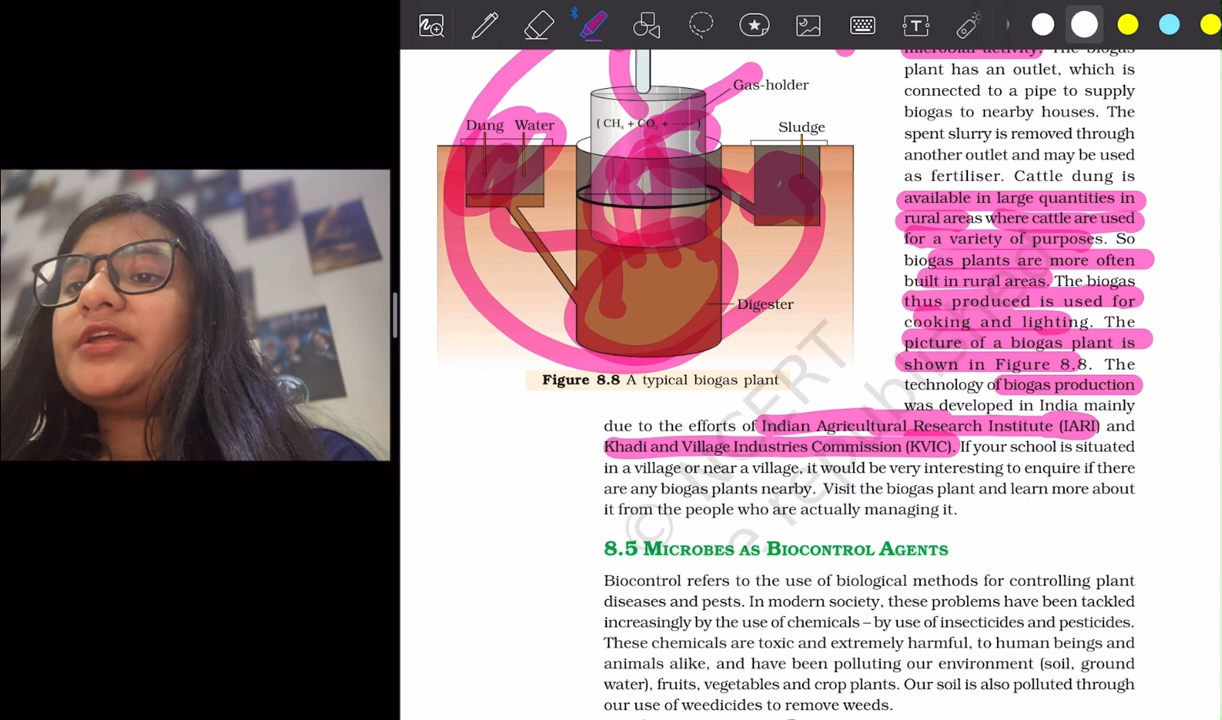 Gas-holder
Dung Water
( CH4 + CO2 + ----- )
Sludge
Digester
Figure 8.8 A typical biogas plant
microbial activity. The biogas
plant has an outlet, which is
connected to a pipe to supply
biogas to nearby houses. The
spent slurry is removed through
another outlet and may be used
as fertiliser. Cattle dung is
available in large quantities in
rural areas where cattle are used
for a variety of purposes. So
biogas plants are more often
built in rural areas. The biogas
thus produced is used for
cooking and lighting. The
picture of a biogas plant is
shown in Figure 8.8. The
technology of biogas production
was developed in India mainly
due to the efforts of Indian Agricultural Research Institute (IARI) and
Khadi and Village Industries Commission (KVIC). If your school is situated
in a village or near a village, it would be very interesting to enquire if there
are any biogas plants nearby. Visit the biogas plant and learn more about
it from the people who are actually managing it.
8.5 MICROBES AS BIOCONTROL AGENTS
Biocontrol refers to the use of biological methods for controlling plant
diseases and pests. In modern society, these problems have been tackled
increasingly by the use of chemicals – by use of insecticides and pesticides.
These chemicals are toxic and extremely harmful, to human beings and
animals alike, and have been polluting our environment (soil, ground
water), fruits, vegetables and crop plants. Our soil is also polluted through
our use of weedicides to remove weeds.
© NCERT